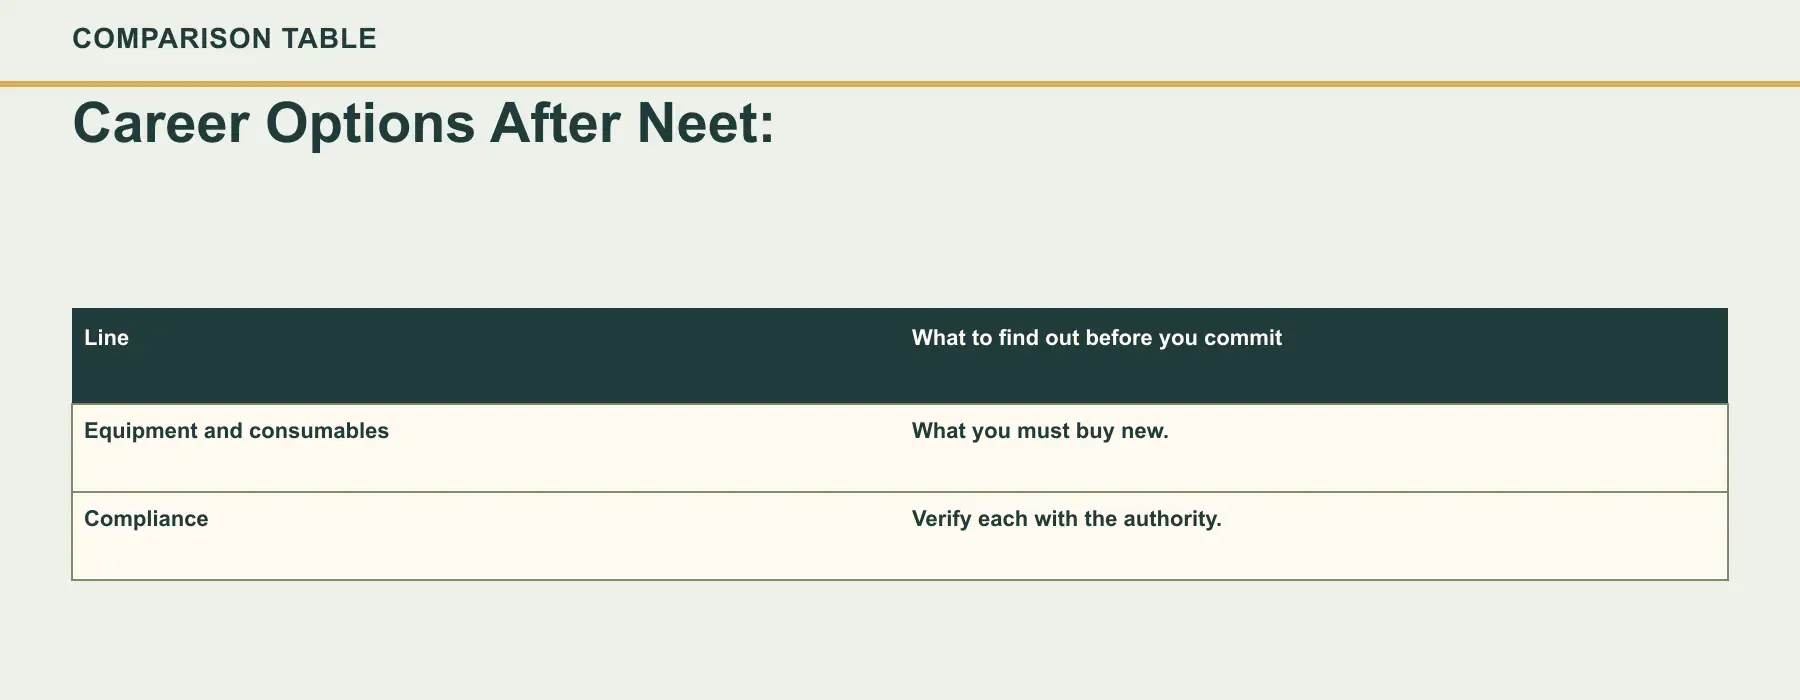 COMPARISON TABLE
Career Options After Neet:
Line What to find out before you commit
Equipment and consumables What you must buy new.
Compliance Verify each with the authority.